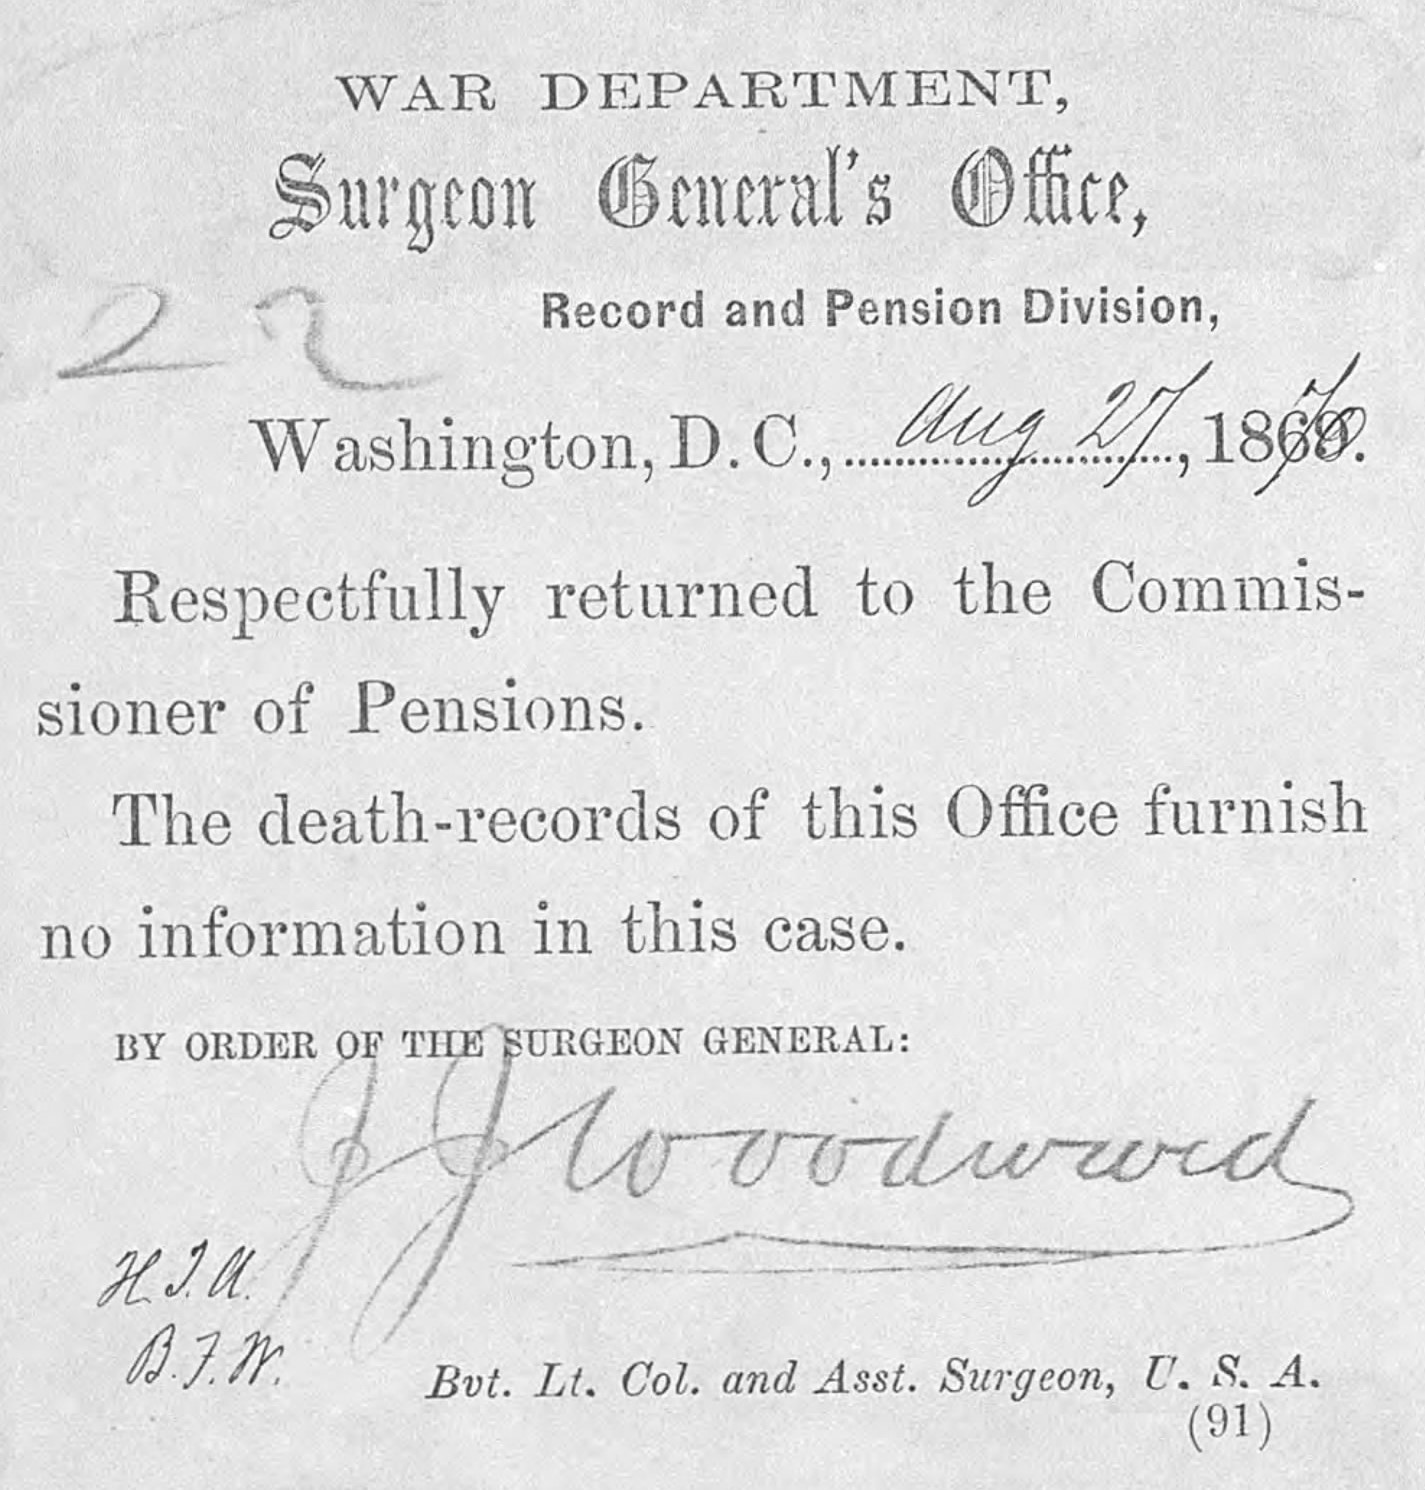 WAR DEPARTMENT,
Surgeon General's Office,
22
Record and Pension Division,
Washington, D. C., Aug 27, 1870.
Respectfully returned to the Commis-
sioner of Pensions.
The death-records of this Office furnish
no information in this case.
BY ORDER OF THE SURGEON GENERAL:
J J Woodward
H. I. A.
B. F. W.
Bvt. Lt. Col. and Asst. Surgeon, U. S. A.
(91)